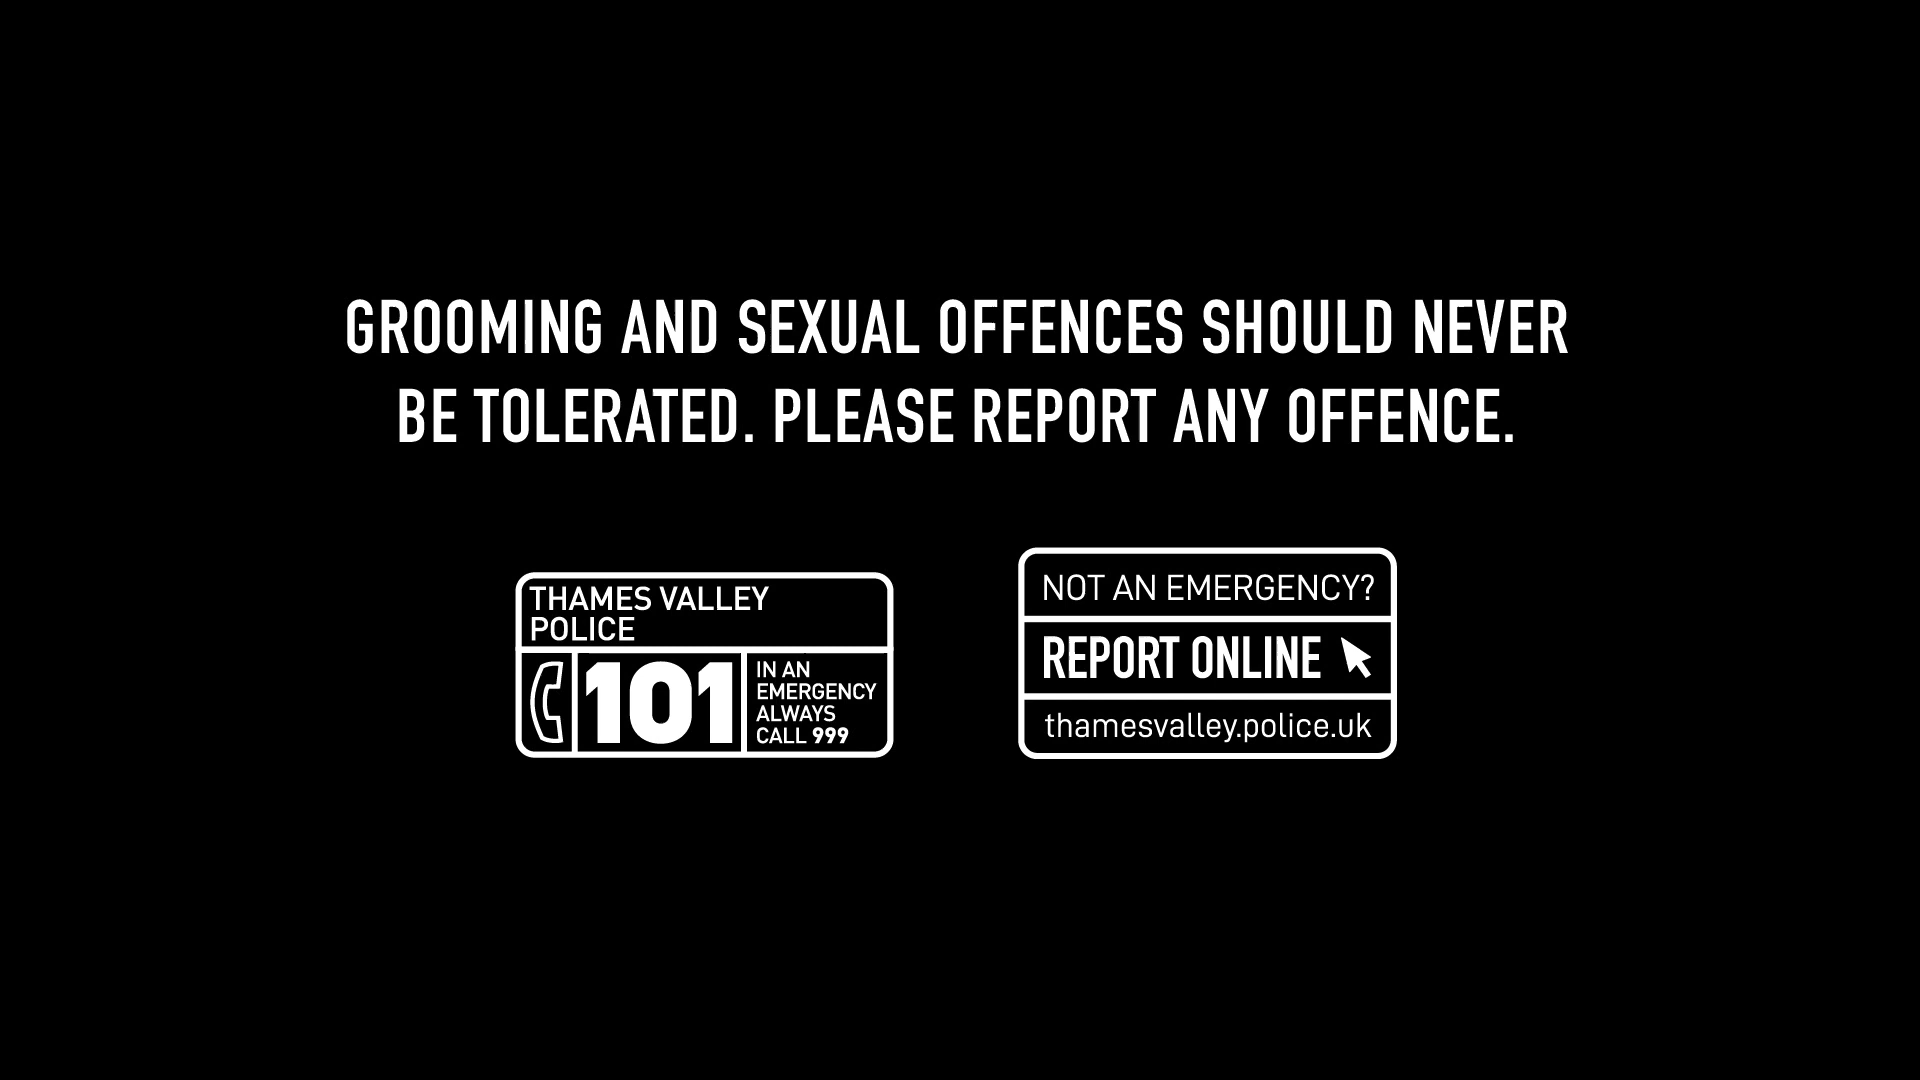 GROOMING AND SEXUAL OFFENCES SHOULD NEVER
BE TOLERATED. PLEASE REPORT ANY OFFENCE.
THAMES VALLEY
POLICE
101
IN AN
EMERGENCY
ALWAYS
CALL 999
NOT AN EMERGENCY?
REPORT ONLINE
thamesvalley.police.uk